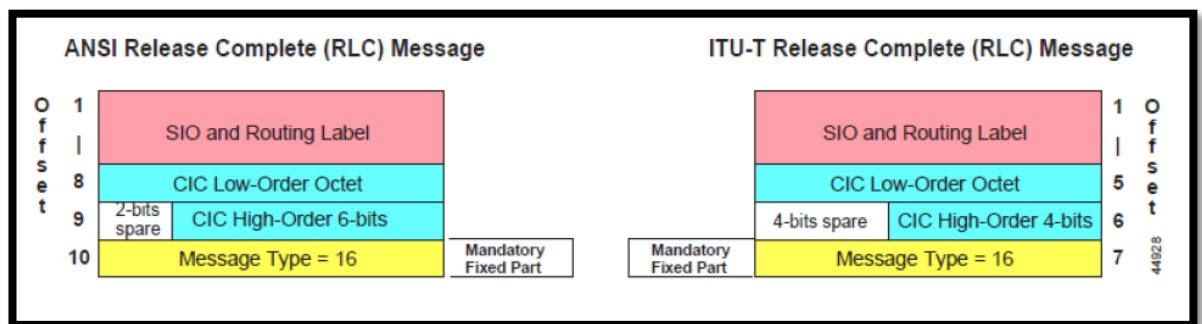 ANSI Release Complete (RLC) Message
Offset
1
|
8
9
10
SIO and Routing Label
CIC Low-Order Octet
2-bits
spare
CIC High-Order 6-bits
Message Type = 16
Mandatory
Fixed Part
ITU-T Release Complete (RLC) Message
SIO and Routing Label
CIC Low-Order Octet
4-bits spare
CIC High-Order 4-bits
Message Type = 16
Mandatory
Fixed Part
1
|
5
6
7
Offset
44928